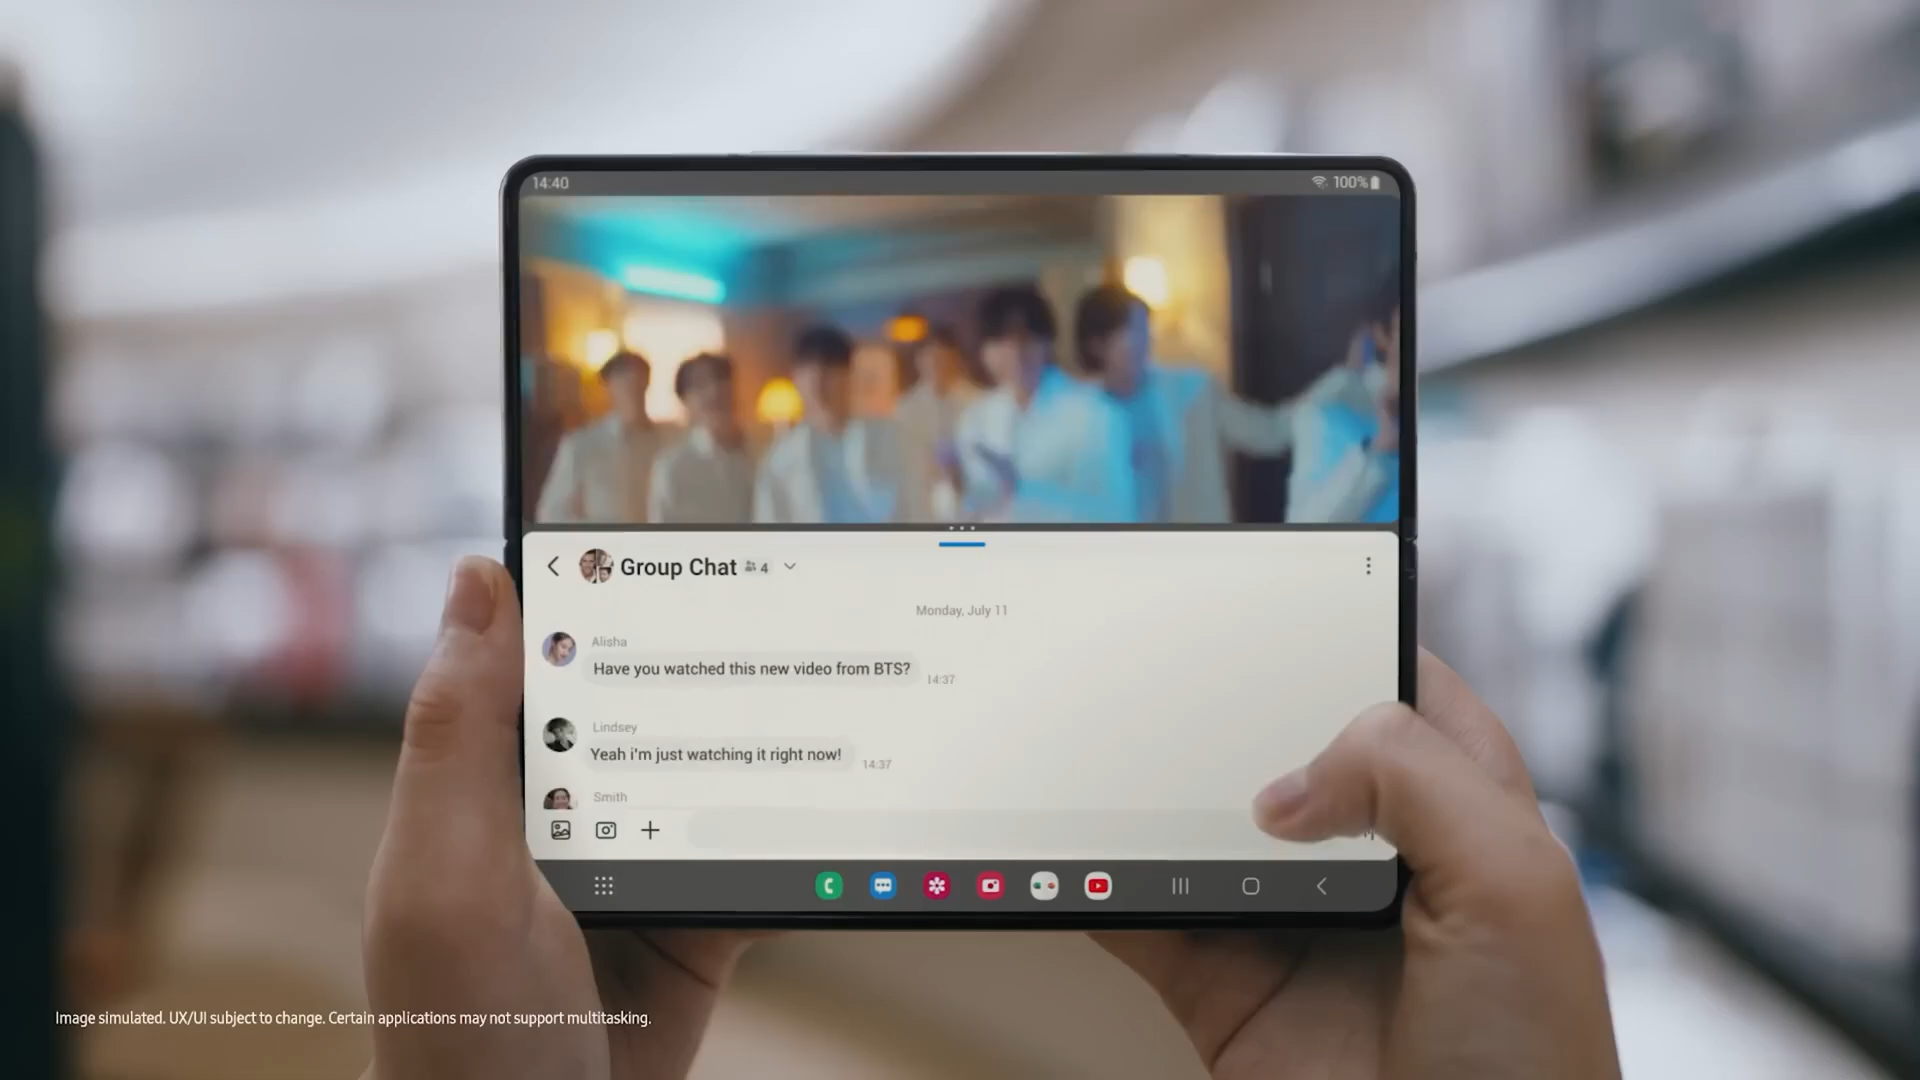 14:40
100%
Group Chat 4
Monday, July 11
Alisha
Have you watched this new video from BTS?
14:37
Lindsey
Yeah i'm just watching it right now!
14:37
Smith
Image simulated. UX/UI subject to change. Certain applications may not support multitasking.